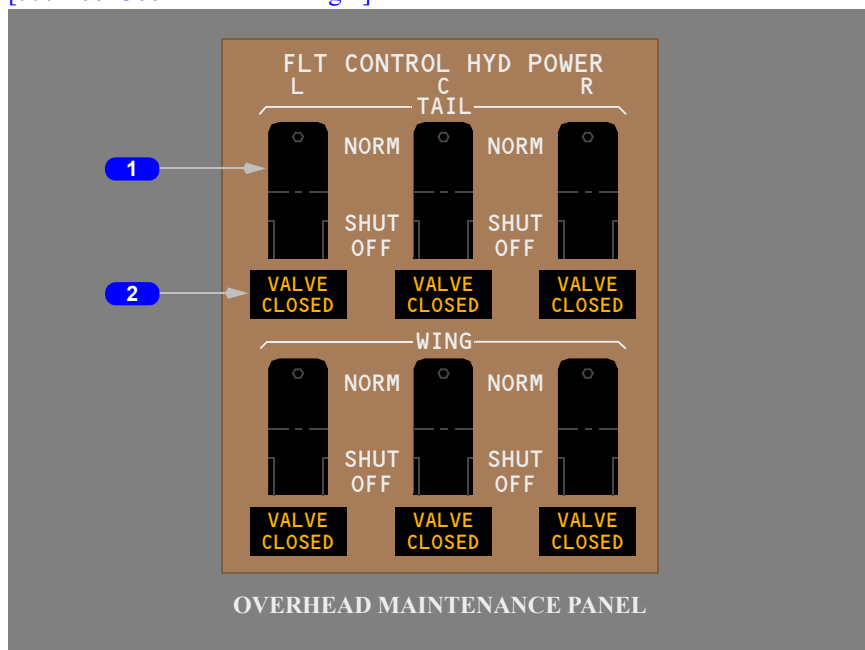 FLT CONTROL HYD POWER
L C R
TAIL
1
NORM NORM
SHUT SHUT
OFF OFF
2
VALVE VALVE VALVE
CLOSED CLOSED CLOSED
WING
NORM NORM
SHUT SHUT
OFF OFF
VALVE VALVE VALVE
CLOSED CLOSED CLOSED
OVERHEAD MAINTENANCE PANEL